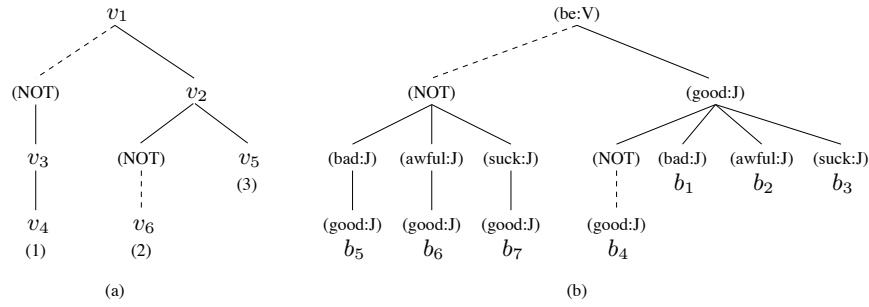 v1 (be:V)
(NOT) v2 (NOT) (good:J)
v3 (NOT) v5 (bad:J) (awful:J) (suck:J) (NOT) (bad:J) (awful:J) (suck:J)
(3) b1 b2 b3
v4 v6 (good:J) (good:J) (good:J) (good:J)
(1) (2) b5 b6 b7 b4
(a) (b)